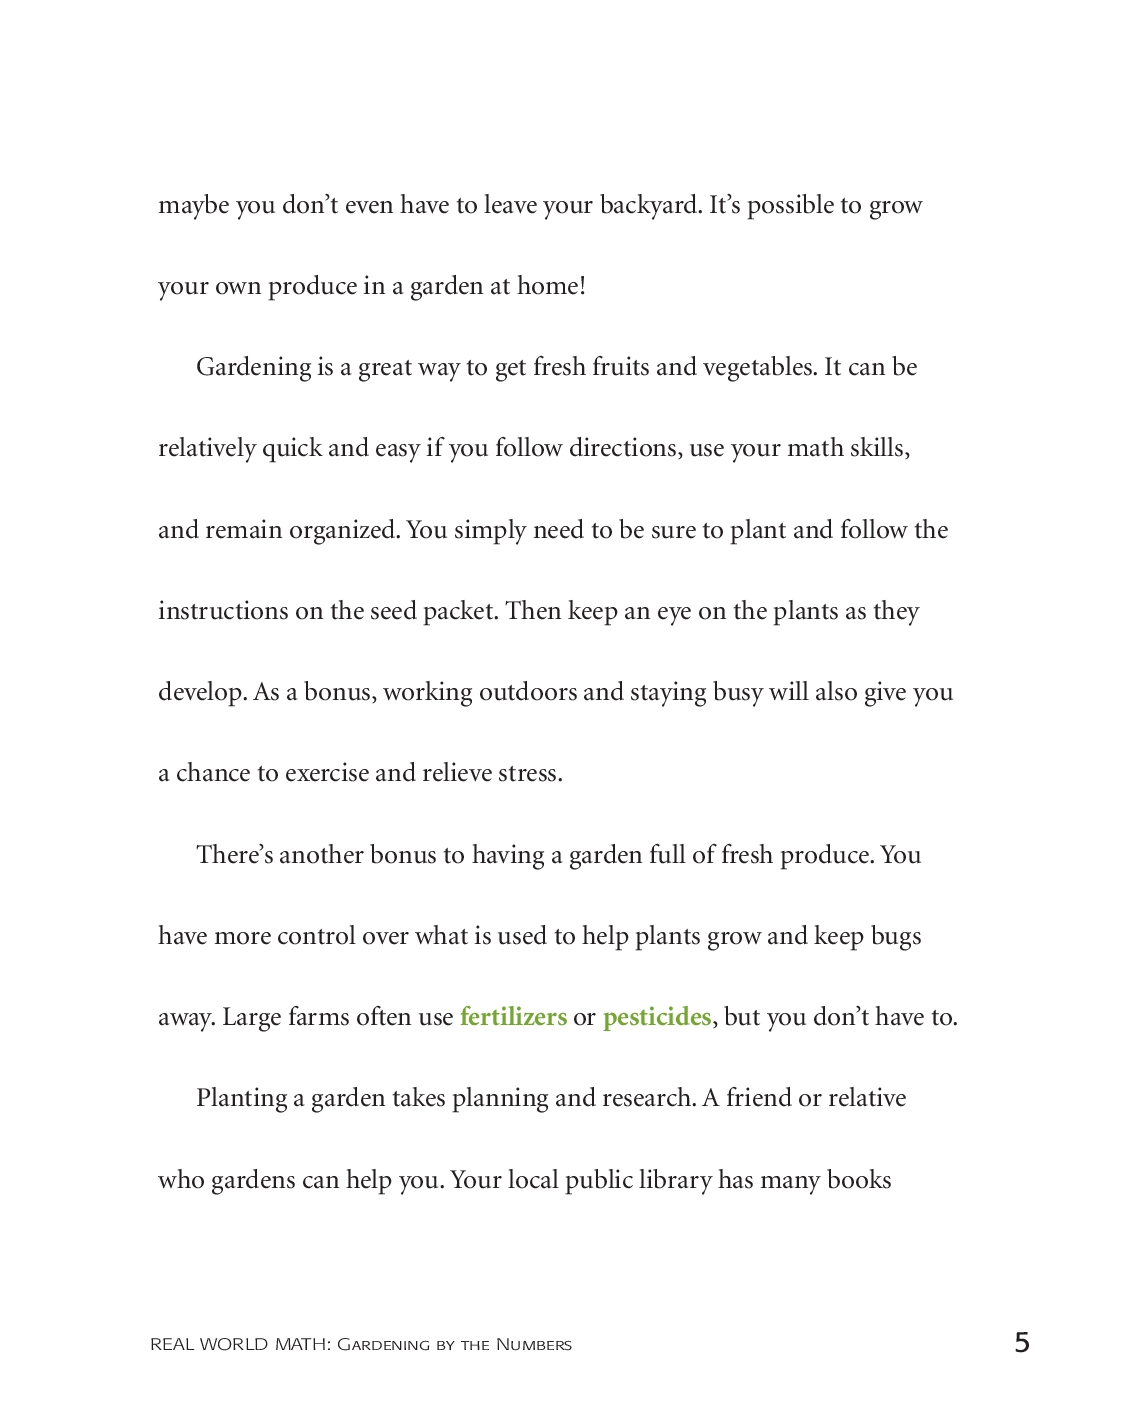 maybe you don’t even have to leave your backyard. It’s possible to grow
your own produce in a garden at home!
Gardening is a great way to get fresh fruits and vegetables. It can be
relatively quick and easy if you follow directions, use your math skills,
and remain organized. You simply need to be sure to plant and follow the
instructions on the seed packet. Then keep an eye on the plants as they
develop. As a bonus, working outdoors and staying busy will also give you
a chance to exercise and relieve stress.
There’s another bonus to having a garden full of fresh produce. You
have more control over what is used to help plants grow and keep bugs
away. Large farms often use fertilizers or pesticides, but you don’t have to.
Planting a garden takes planning and research. A friend or relative
who gardens can help you. Your local public library has many books
REAL WORLD MATH: Gardening by the Numbers 5